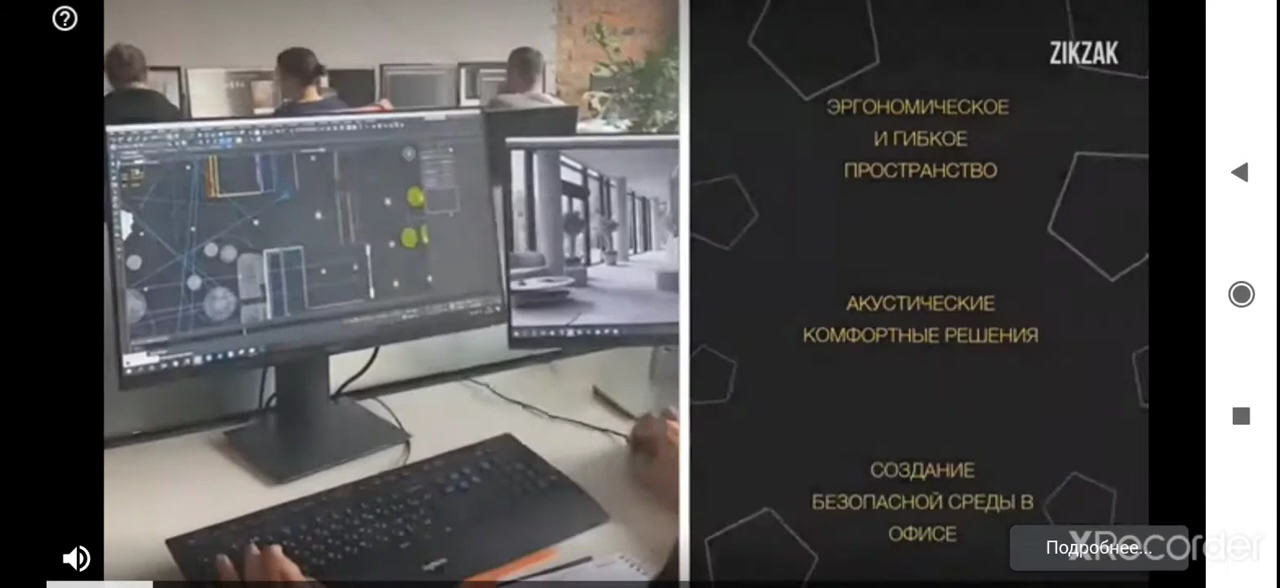 ZIKZAK
ЭРГОНОМИЧЕСКОЕ
И ГИБКОЕ
ПРОСТРАНСТВО
АКУСТИЧЕСКИЕ
КОМФОРТНЫЕ РЕШЕНИЯ
СОЗДАНИЕ
БЕЗОПАСНОЙ СРЕДЫ В
ОФИСЕ
Подробнее...
XRecorder